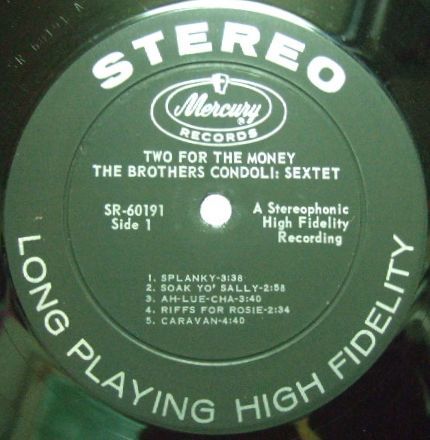 STEREO
Mercury
®
RECORDS
TWO FOR THE MONEY
THE BROTHERS CONDOLI: SEXTET
SR-60191
Side 1
A Stereophonic
High Fidelity
Recording
1. SPLANKY-3:38
2. SOAK YO' SALLY-2:58
3. AH-LUE-CHA-3:40
4. RIFFS FOR ROSIE-2:34
5. CARAVAN-4:40
LONG PLAYING HIGH FIDELITY